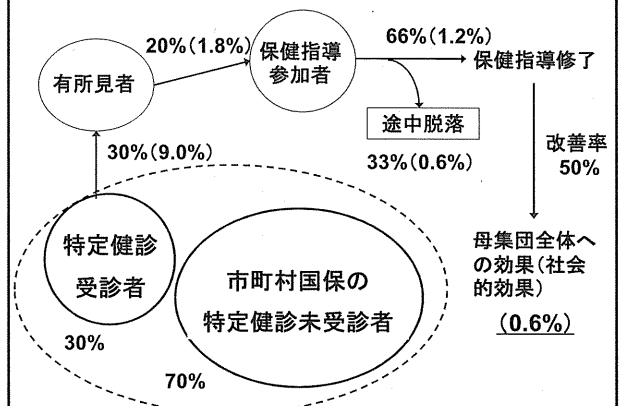 20%(1.8%)
保健指導
参加者
66%(1.2%)
保健指導修了
有所見者
途中脱落
33%(0.6%)
30%(9.0%)
改善率
50%
特定健診
受診者
30%
市町村国保の
特定健診未受診者
70%
母集団全体へ
の効果(社会
的効果)
(0.6%)